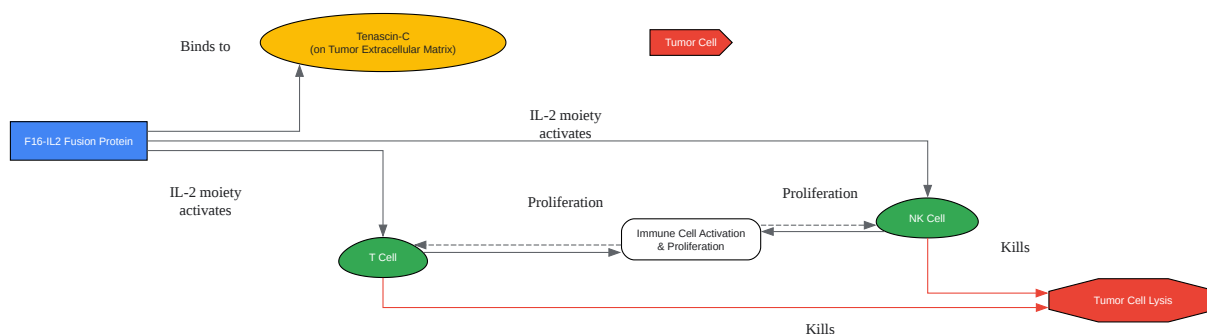 Binds to
Tenascin-C
(on Tumor Extracellular Matrix)
Tumor Cell
F16-IL2 Fusion Protein
IL-2 moiety
activates
IL-2 moiety
activates
Proliferation
Proliferation
Immune Cell Activation
& Proliferation
NK Cell
T Cell
Kills
Tumor Cell Lysis
Kills